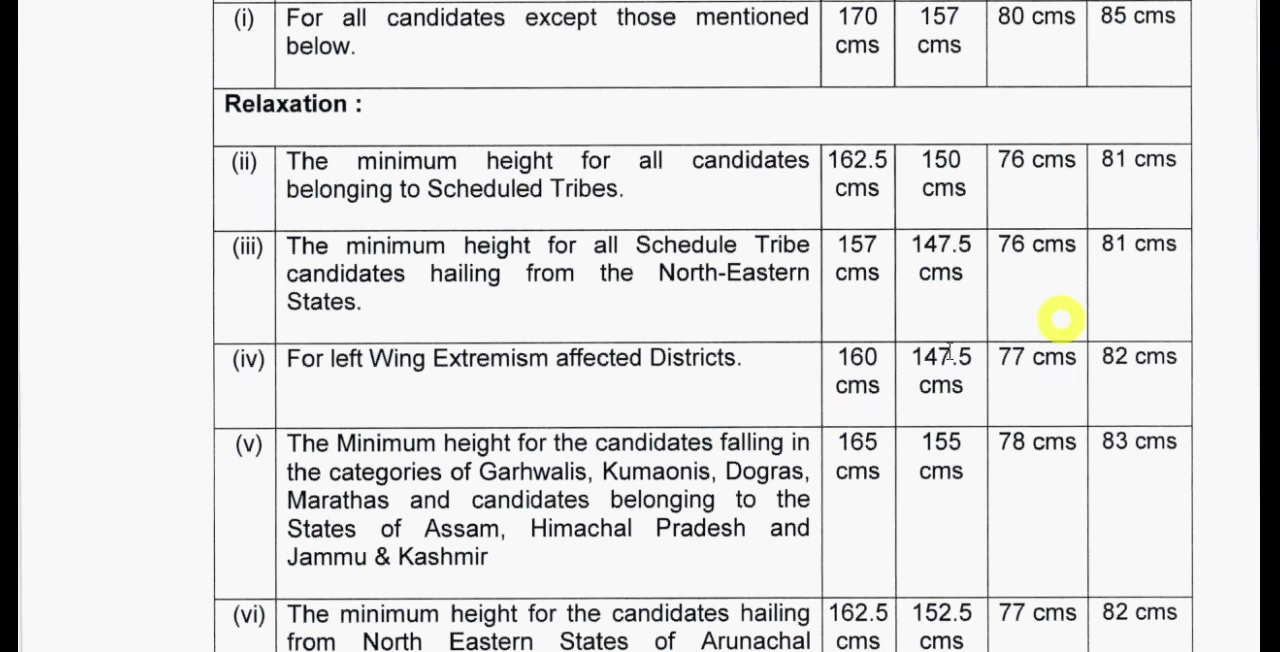 (i) For all candidates except those mentioned 170 157 80 cms 85 cms
below. cms cms
Relaxation :
(ii) The minimum height for all candidates 162.5 150 76 cms 81 cms
belonging to Scheduled Tribes. cms cms
(iii) The minimum height for all Schedule Tribe 157 147.5 76 cms 81 cms
candidates hailing from the North-Eastern cms cms
States.
(iv) For left Wing Extremism affected Districts. 160 147.5 77 cms 82 cms
cms cms
(v) The Minimum height for the candidates falling in 165 155 78 cms 83 cms
the categories of Garhwalis, Kumaonis, Dogras, cms cms
Marathas and candidates belonging to the
States of Assam, Himachal Pradesh and
Jammu & Kashmir
(vi) The minimum height for the candidates hailing 162.5 152.5 77 cms 82 cms
from North Eastern States of Arunachal cms cms